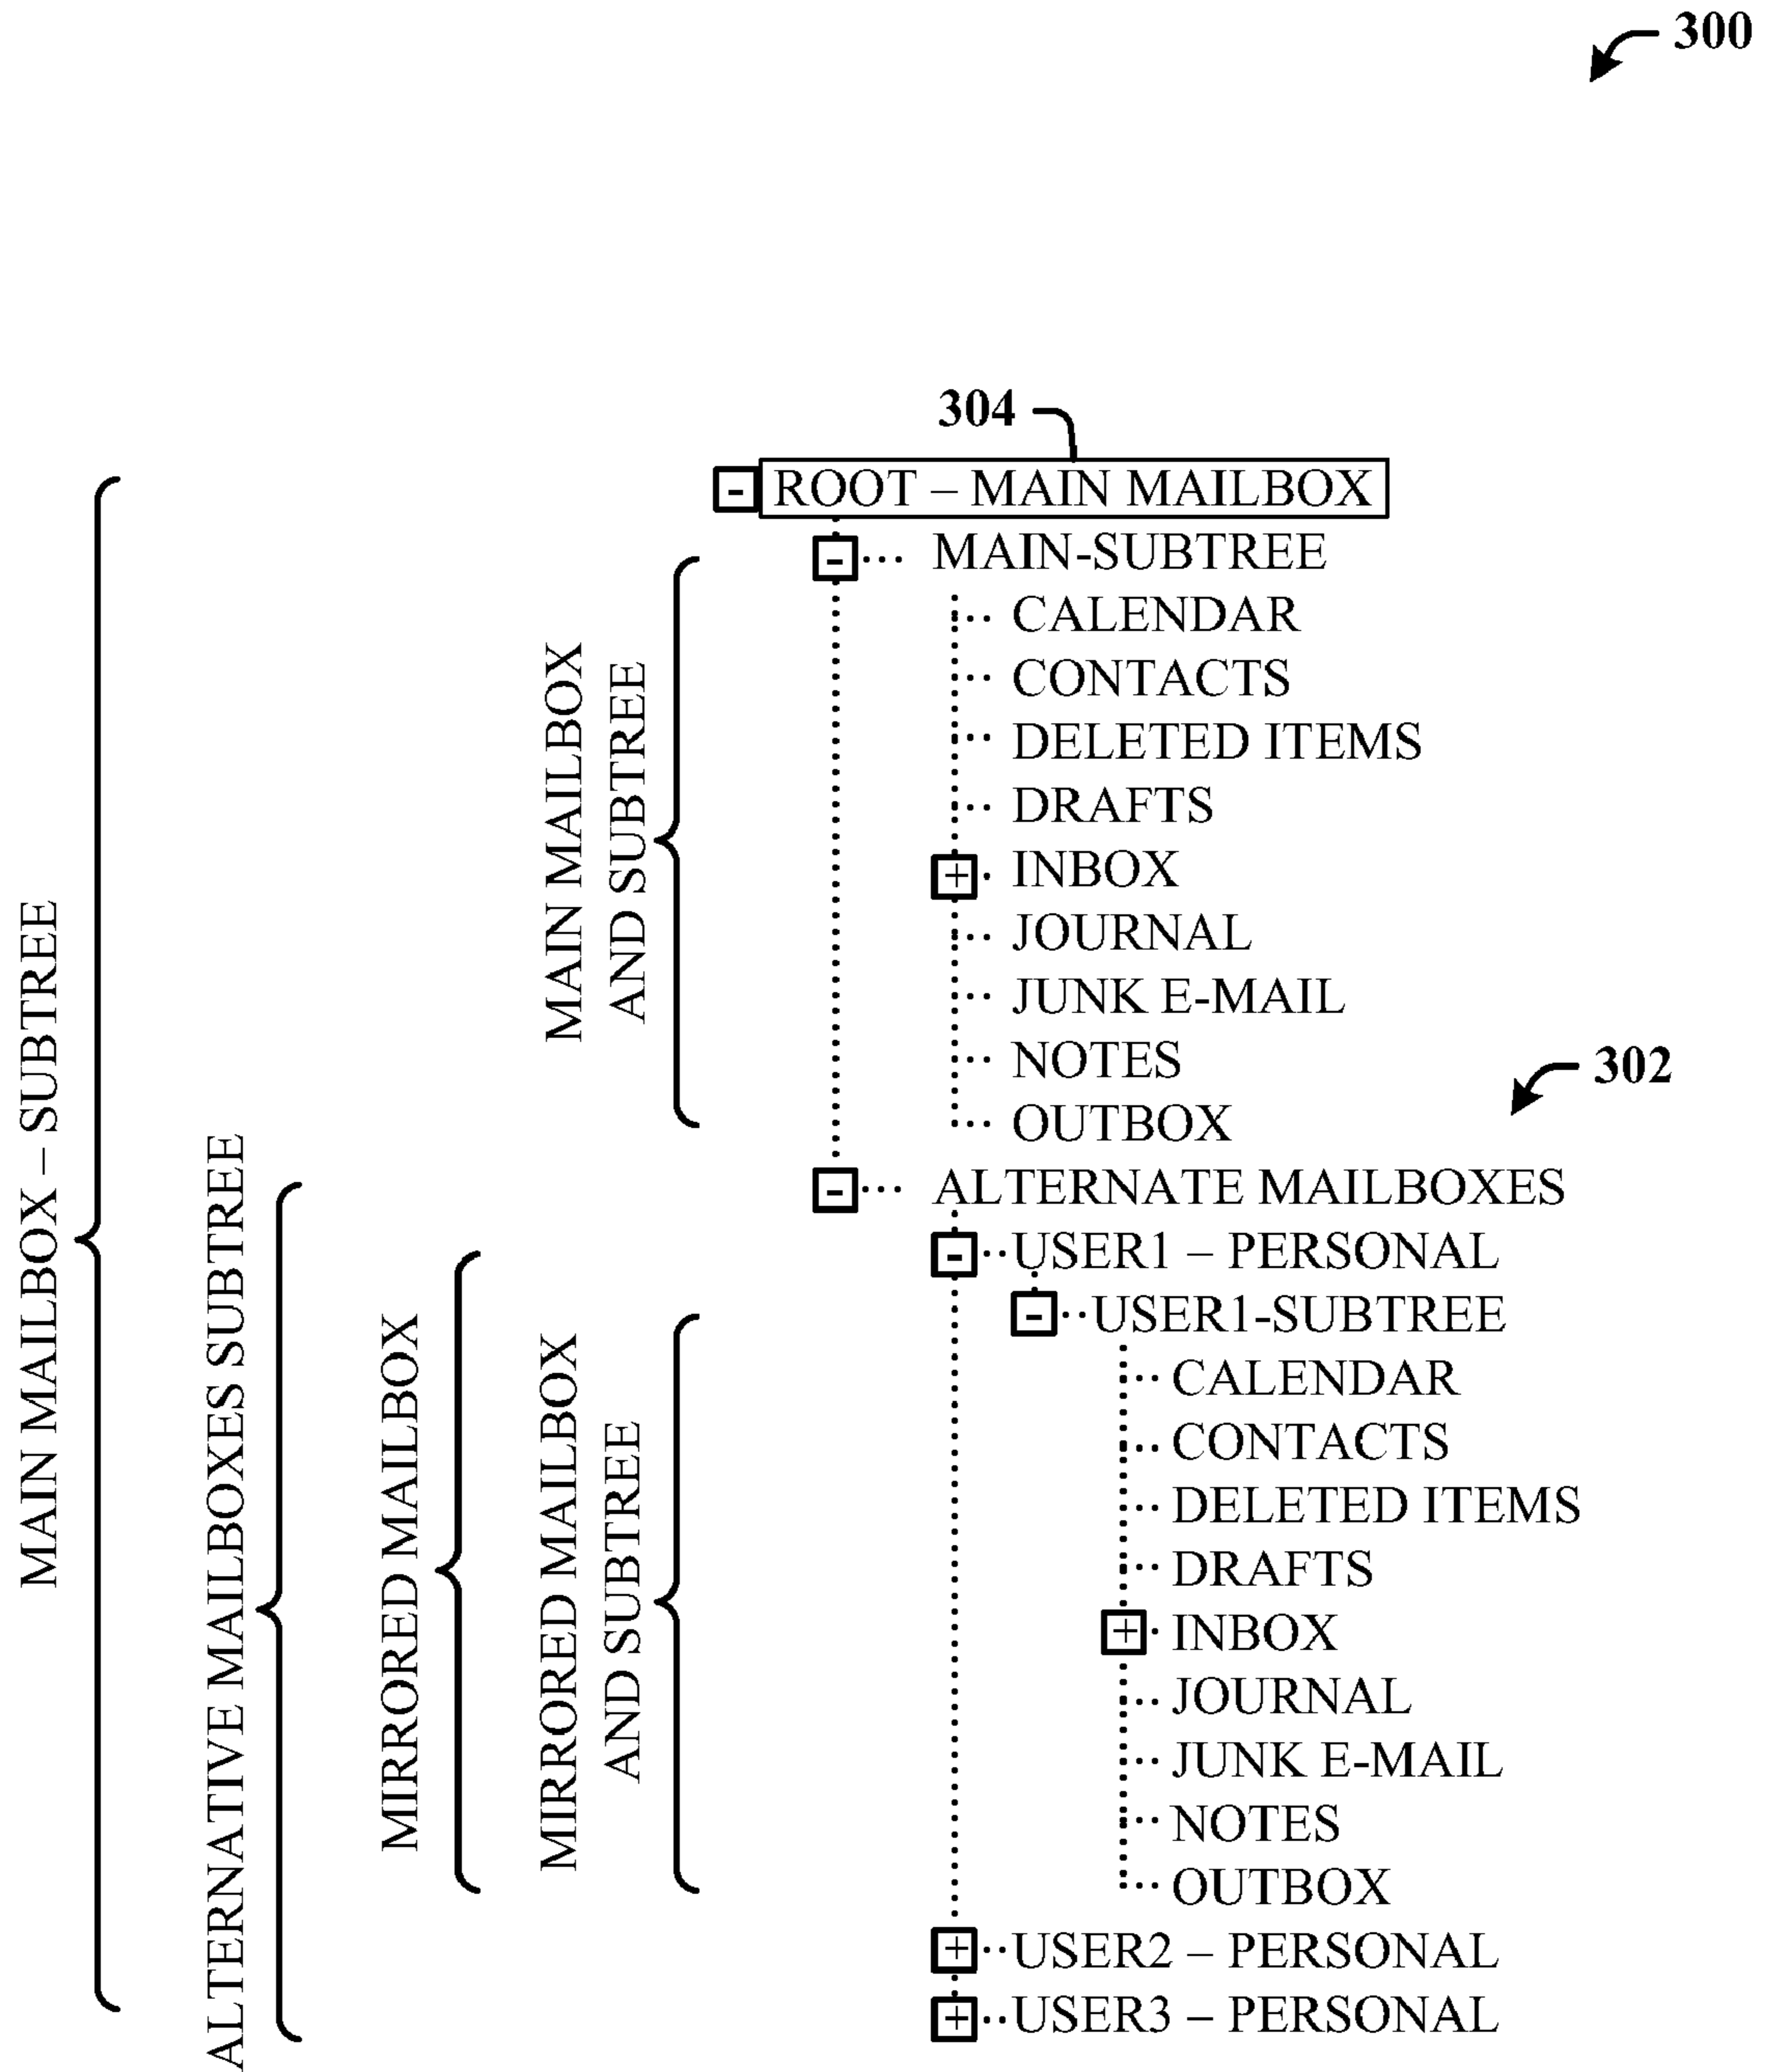 300
304
- ROOT – MAIN MAILBOX
- MAIN-SUBTREE
CALENDAR
CONTACTS
DELETED ITEMS
DRAFTS
+ INBOX
JOURNAL
JUNK E-MAIL
NOTES
OUTBOX
302
- ALTERNATE MAILBOXES
- USER1 – PERSONAL
- USER1-SUBTREE
CALENDAR
CONTACTS
DELETED ITEMS
DRAFTS
+ INBOX
JOURNAL
JUNK E-MAIL
NOTES
OUTBOX
+ USER2 – PERSONAL
+ USER3 – PERSONAL
MAIN MAILBOX – SUBTREE
ALTERNATIVE MAILBOXES SUBTREE
MIRRORED MAILBOX
MAIN MAILBOX
AND SUBTREE
MIRRORED MAILBOX
AND SUBTREE